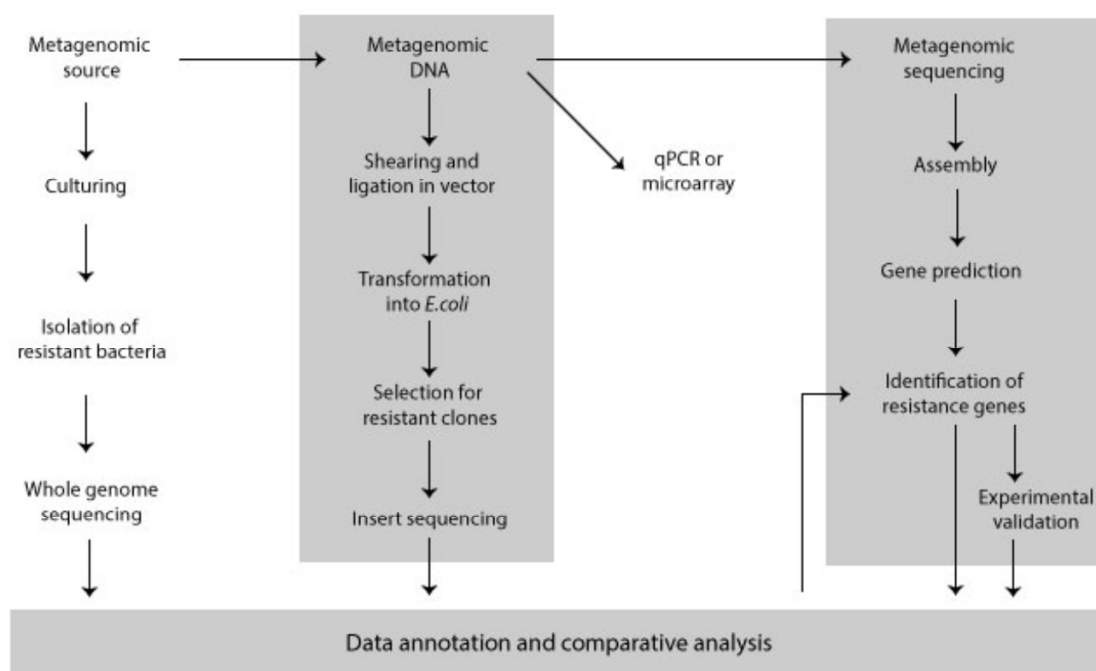 Metagenomic
source
Culturing
Isolation of
resistant bacteria
Whole genome
sequencing
Metagenomic
DNA
Shearing and
ligation in vector
Transformation
into E.coli
Selection for
resistant clones
Insert sequencing
qPCR or
microarray
Metagenomic
sequencing
Assembly
Gene prediction
Identification of
resistance genes
Experimental
validation
Data annotation and comparative analysis